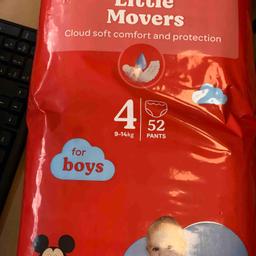 Little
Movers
Cloud soft comfort and protection
4
9-14kg
52
PANTS
for
boys